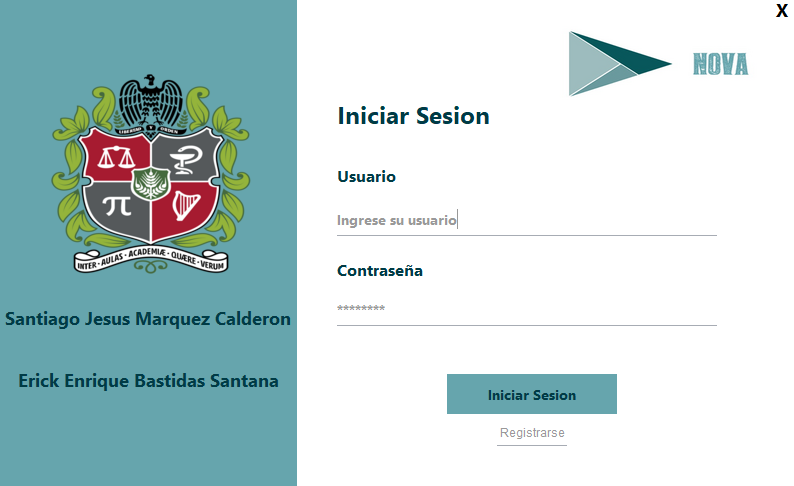 X
NOVA
LIBERTAD Y ORDEN
π
INTER · AULAS · ACADEMIÆ · QUÆRE · VERUM
Santiago Jesus Marquez Calderon
Erick Enrique Bastidas Santana
Iniciar Sesion
Usuario
Ingrese su usuario
Contraseña
********
Iniciar Sesion
Registrarse